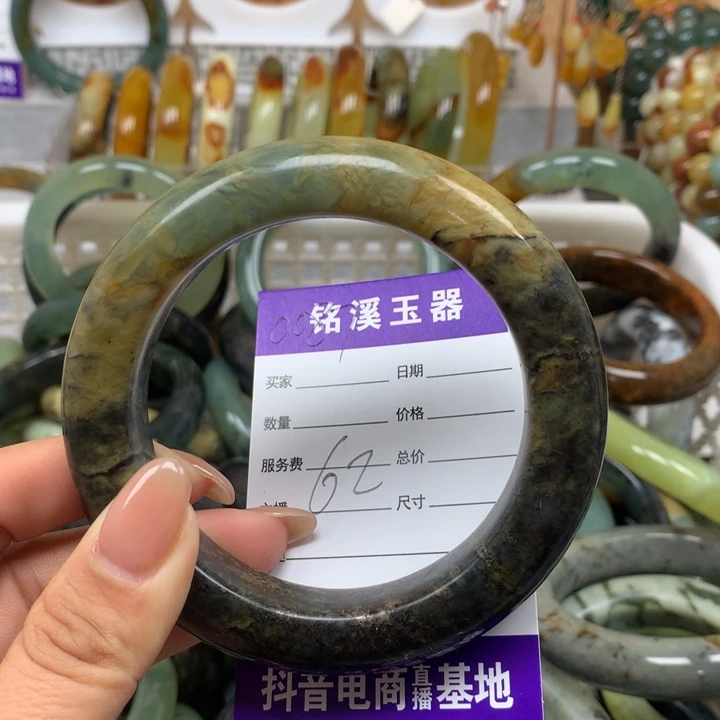 铭溪玉器
买家 日期
数量 价格
服务费 总价
62 尺寸
抖音电商直播基地